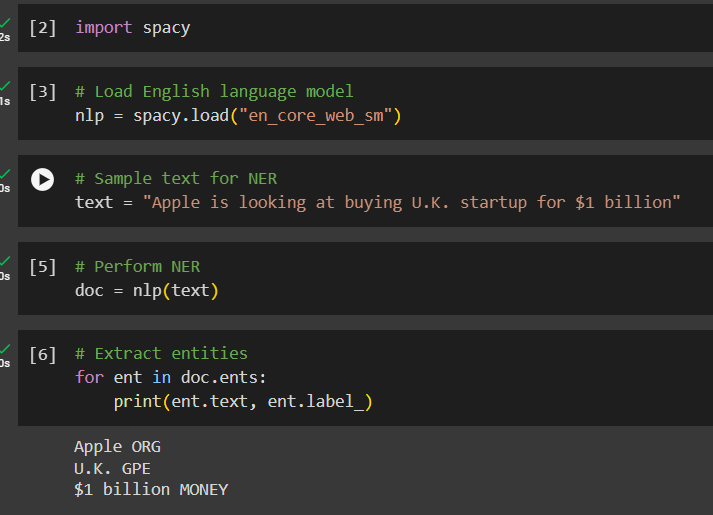 [2] import spacy
2s
[3] # Load English language model
1s
nlp = spacy.load("en_core_web_sm")
# Sample text for NER
0s
text = "Apple is looking at buying U.K. startup for $1 billion"
[5] # Perform NER
0s
doc = nlp(text)
[6] # Extract entities
0s
for ent in doc.ents:
    print(ent.text, ent.label_)
Apple ORG
U.K. GPE
$1 billion MONEY